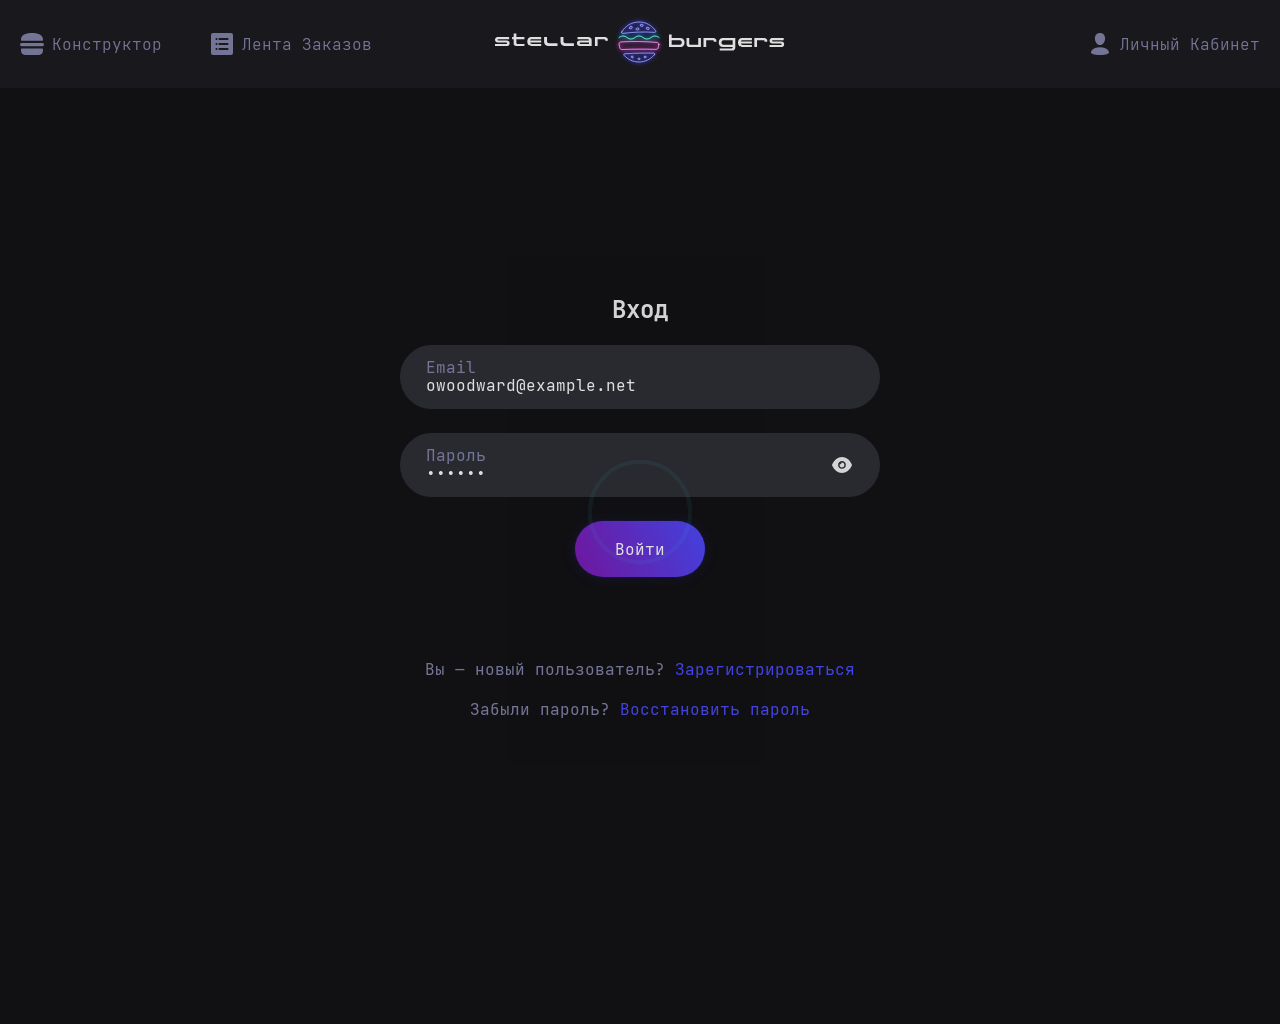 Конструктор
Лента Заказов
stellar burgers
Личный Кабинет
Вход
Email
owoodward@example.net
Пароль
••••••
Войти
Вы — новый пользователь? Зарегистрироваться
Забыли пароль? Восстановить пароль